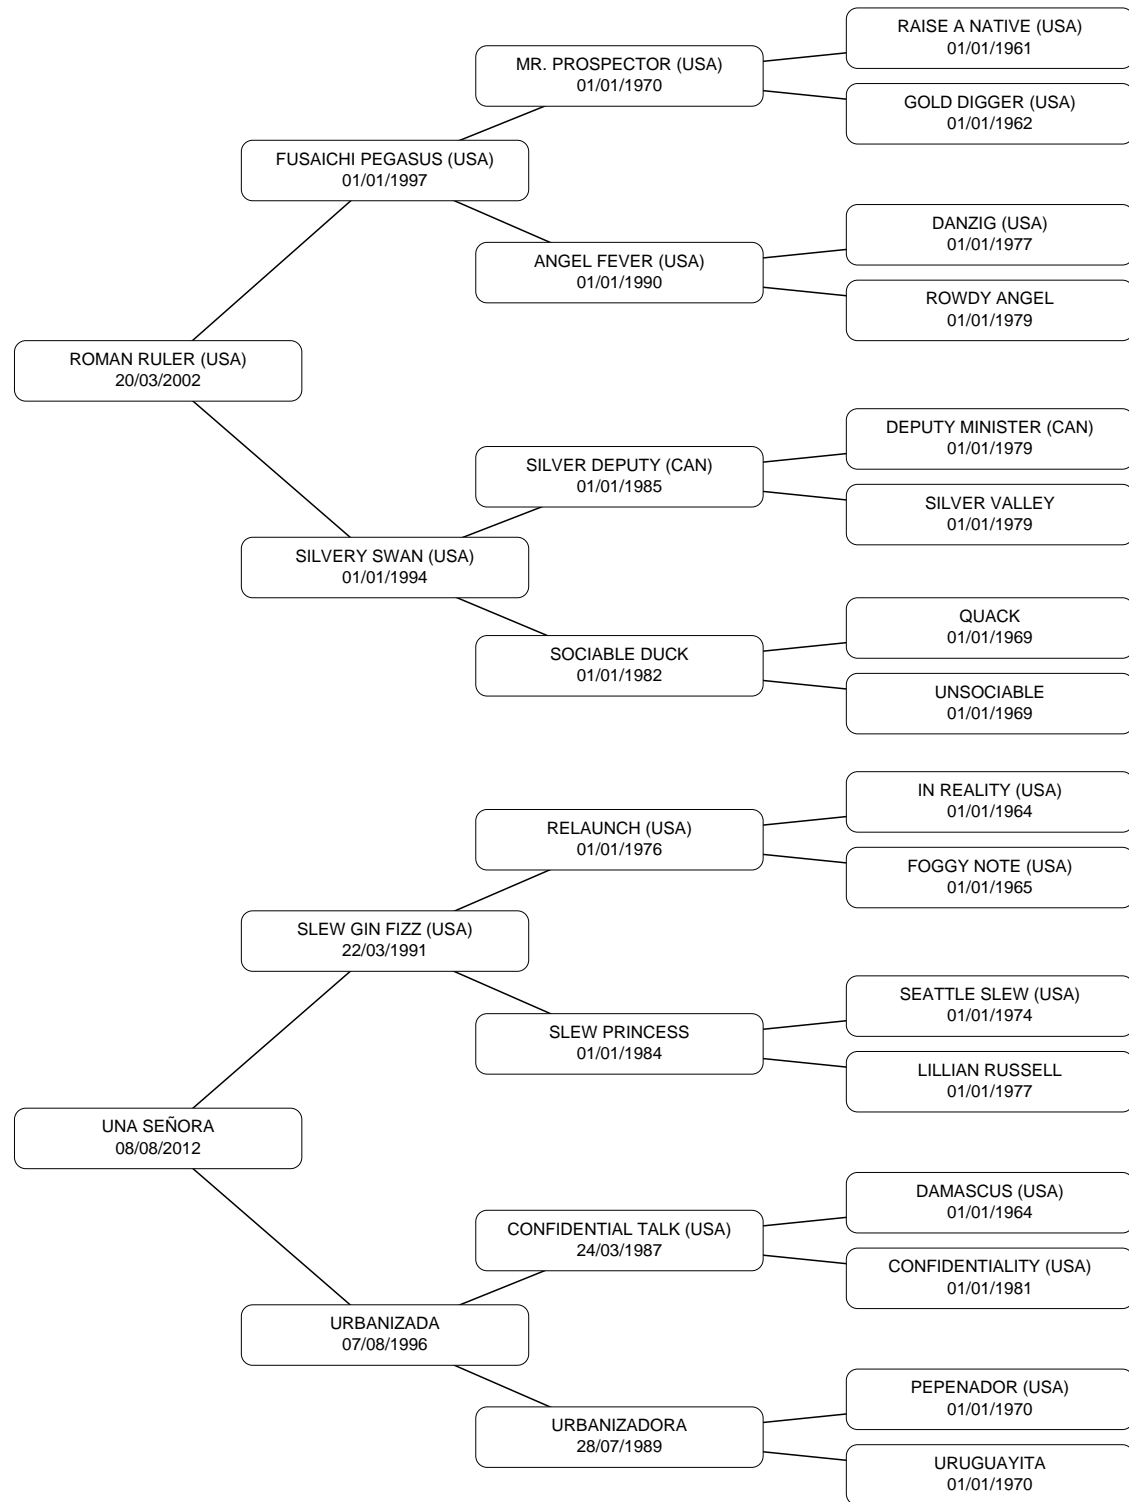 RAISE A NATIVE (USA)
01/01/1961
MR. PROSPECTOR (USA)
01/01/1970
GOLD DIGGER (USA)
01/01/1962
FUSAICHI PEGASUS (USA)
01/01/1997
DANZIG (USA)
01/01/1977
ANGEL FEVER (USA)
01/01/1990
ROWDY ANGEL
01/01/1979
ROMAN RULER (USA)
20/03/2002
DEPUTY MINISTER (CAN)
01/01/1979
SILVER DEPUTY (CAN)
01/01/1985
SILVER VALLEY
01/01/1979
SILVERY SWAN (USA)
01/01/1994
QUACK
01/01/1969
SOCIABLE DUCK
01/01/1982
UNSOCIABLE
01/01/1969
IN REALITY (USA)
01/01/1964
RELAUNCH (USA)
01/01/1976
FOGGY NOTE (USA)
01/01/1965
SLEW GIN FIZZ (USA)
22/03/1991
SEATTLE SLEW (USA)
01/01/1974
SLEW PRINCESS
01/01/1984
LILLIAN RUSSELL
01/01/1977
UNA SEÑORA
08/08/2012
DAMASCUS (USA)
01/01/1964
CONFIDENTIAL TALK (USA)
24/03/1987
CONFIDENTIALITY (USA)
01/01/1981
URBANIZADA
07/08/1996
PEPENADOR (USA)
01/01/1970
URBANIZADORA
28/07/1989
URUGUAYITA
01/01/1970